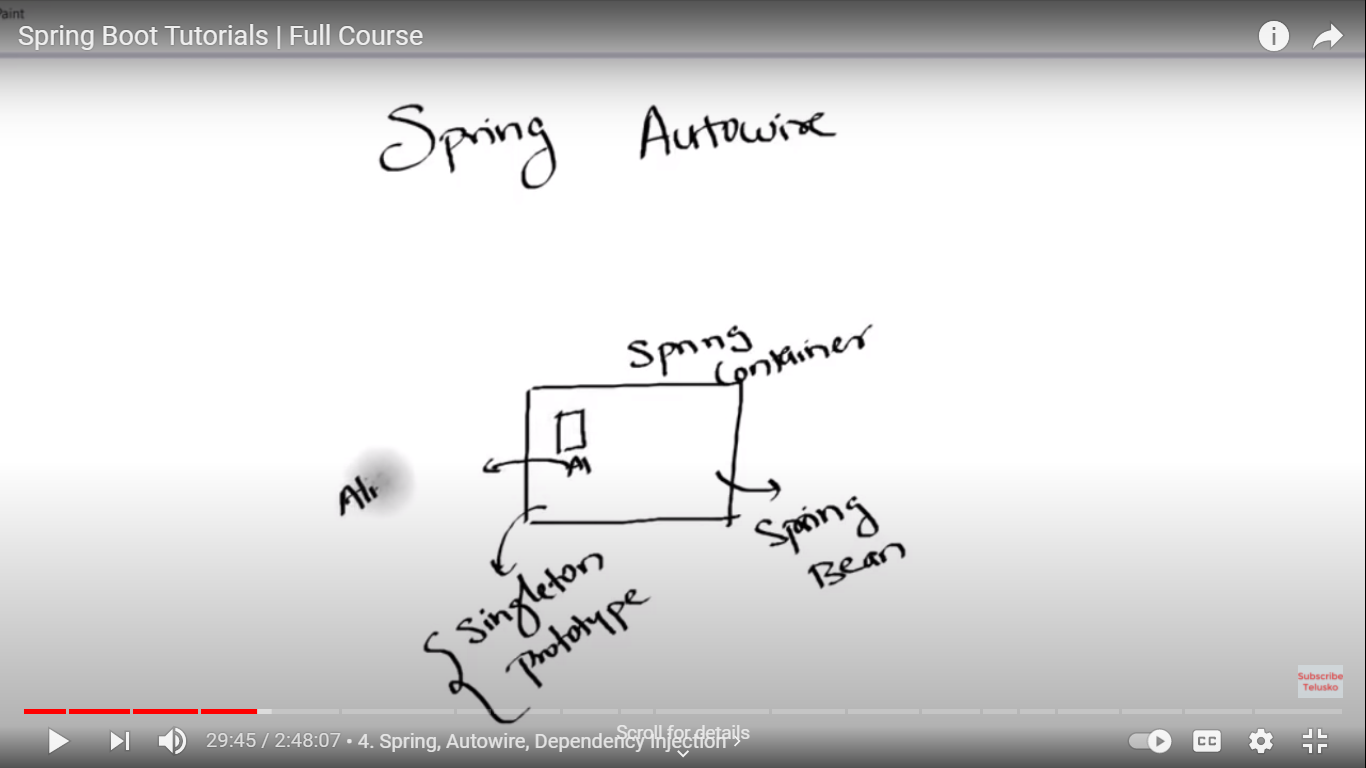 Paint
Spring Boot Tutorials | Full Course
Spring Autowire
Spring
Container
A1
Spring
Bean
Singleton
Prototype
Subscribe
Telusko
Scroll for details
29:45 / 2:48:07 • 4. Spring, Autowire, Dependency Injection
CC